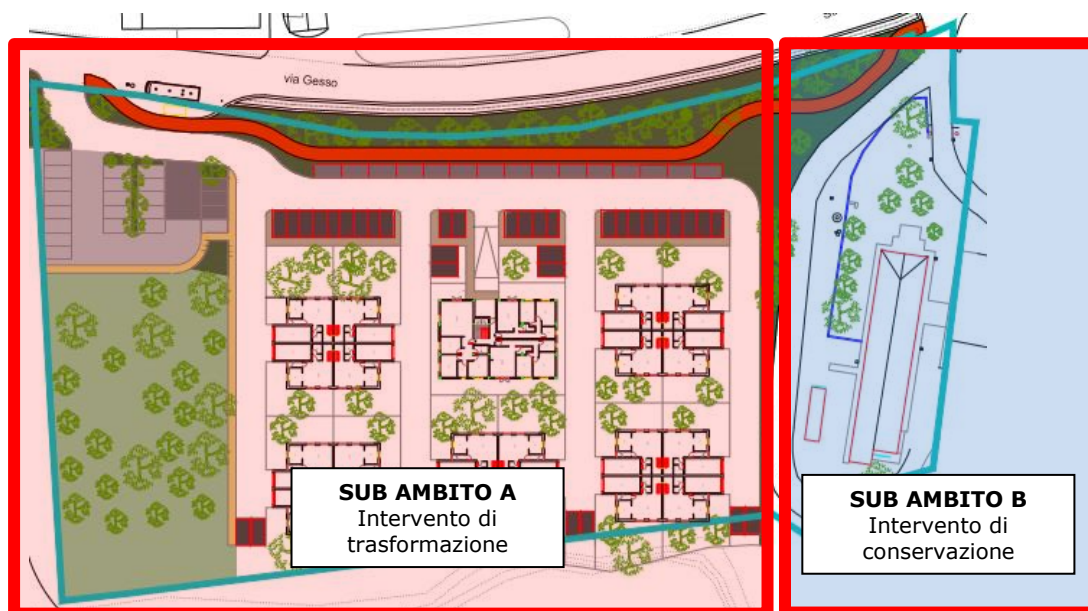 via Gesso
SUB AMBITO A
Intervento di
trasformazione
SUB AMBITO B
Intervento di
conservazione